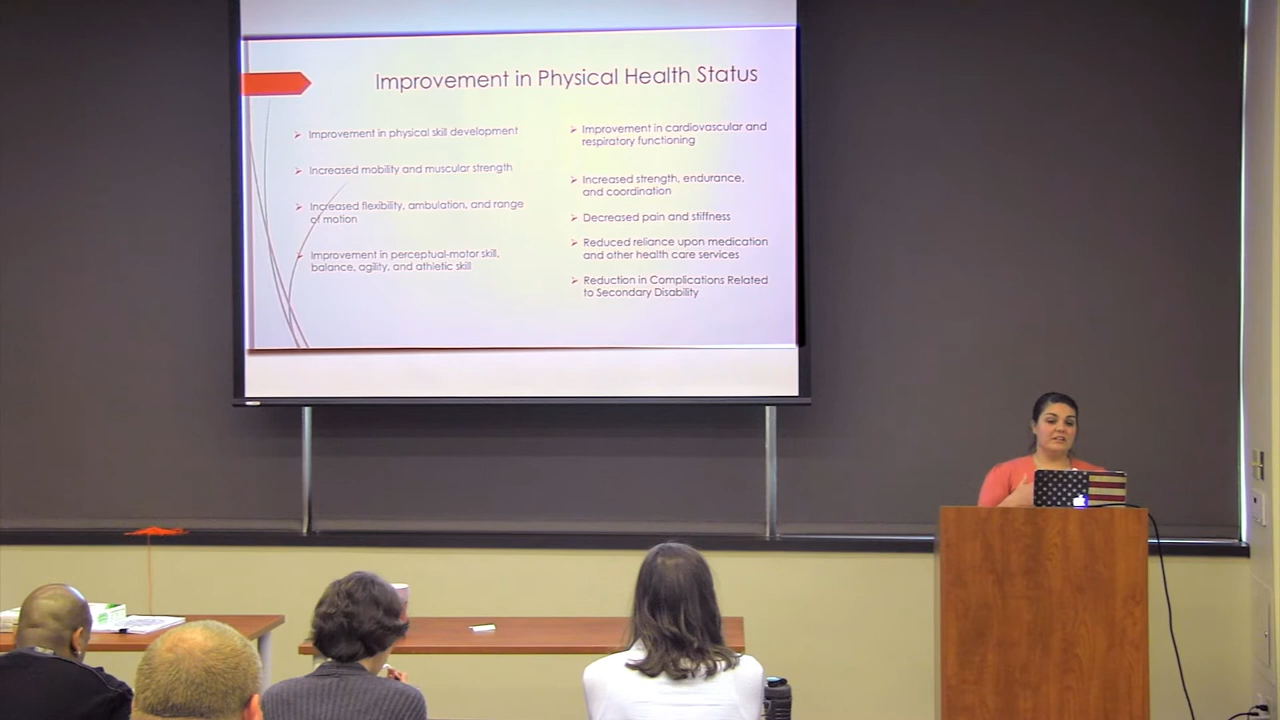 Improvement in Physical Health Status
➢ Improvement in physical skill development
➢ Increased mobility and muscular strength
➢ Increased flexibility, ambulation, and range
of motion
➢ Improvement in perceptual-motor skill,
balance, agility, and athletic skill
➢ Improvement in cardiovascular and
respiratory functioning
➢ Increased strength, endurance,
and coordination
➢ Decreased pain and stiffness
➢ Reduced reliance upon medication
and other health care services
➢ Reduction in Complications Related
to Secondary Disability